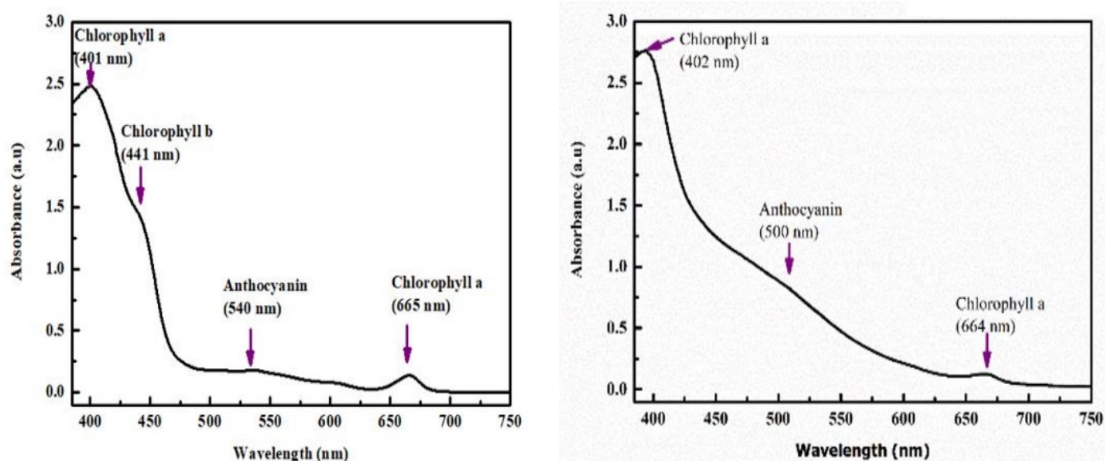 3.0
2.5
2.0
1.5
1.0
0.5
0.0
Absorbance (a.u)
Chlorophyll a
(401 nm)
Chlorophyll b
(441 nm)
Anthocyanin
(540 nm)
Chlorophyll a
(665 nm)
400 450 500 550 600 650 700 750
Wavelength (nm)
3.0
2.5
2.0
1.5
1.0
0.5
0.0
Absorbance (a.u)
Chlorophyll a
(402 nm)
Anthocyanin
(500 nm)
Chlorophyll a
(664 nm)
400 450 500 550 600 650 700 750
Wavelength (nm)